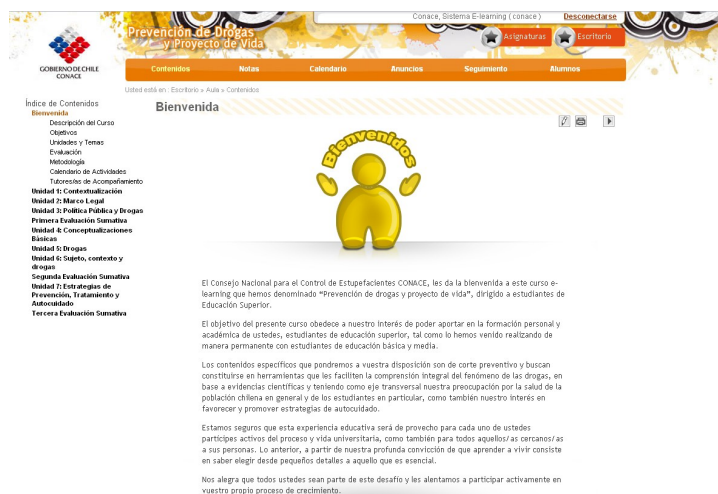 Conace, Sistema E-learning ( conace )   Desconectarse
Prevención de Drogas
y Proyecto de Vida
Asignaturas   Escritorio
GOBIERNO DE CHILE
CONACE
Contenidos   Notas   Calendario   Anuncios   Seguimiento   Alumnos
Usted está en : Escritorio » Aula » Contenidos
Índice de Contenidos
Bienvenida
Descripción del Curso
Objetivos
Unidades y Temas
Evaluación
Metodología
Calendario de Actividades
Tutores/as de Acompañamiento
Unidad 1: Contextualización
Unidad 2: Marco Legal
Unidad 3: Política Pública y Drogas
Primera Evaluación Sumativa
Unidad 4: Conceptualizaciones
Básicas
Unidad 5: Drogas
Unidad 6: Sujeto, contexto y
drogas
Segunda Evaluación Sumativa
Unidad 7: Estrategias de
Prevención, Tratamiento y
Autocuidado
Tercera Evaluación Sumativa
Bienvenida
Bienvenidos
El Consejo Nacional para el Control de Estupefacientes CONACE, les da la bienvenida a este curso e-
learning que hemos denominado “Prevención de drogas y proyecto de vida”, dirigido a estudiantes de
Educación Superior.
El objetivo del presente curso obedece a nuestro interés de poder aportar en la formación personal y
académica de ustedes, estudiantes de educación superior, tal como lo hemos venido realizando de
manera permanente con estudiantes de educación básica y media.
Los contenidos específicos que pondremos a vuestra disposición son de corte preventivo y buscan
constituirse en herramientas que les faciliten la comprensión integral del fenómeno de las drogas, en
base a evidencias científicas y teniendo como eje transversal nuestra preocupación por la salud de la
población chilena en general y de los estudiantes en particular, como también nuestro interés en
favorecer y promover estrategias de autocuidado.
Estamos seguros que esta experiencia educativa será de provecho para cada uno de ustedes
partícipes activos del proceso y vida universitaria, como también para todos aquellos/as cercanos/as
a sus personas. Lo anterior, a partir de nuestra profunda convicción de que aprender a vivir consiste
en saber elegir desde pequeños detalles a aquello que es esencial.
Nos alegra que todos ustedes sean parte de este desafío y les alentamos a participar activamente en
vuestro propio proceso de crecimiento.